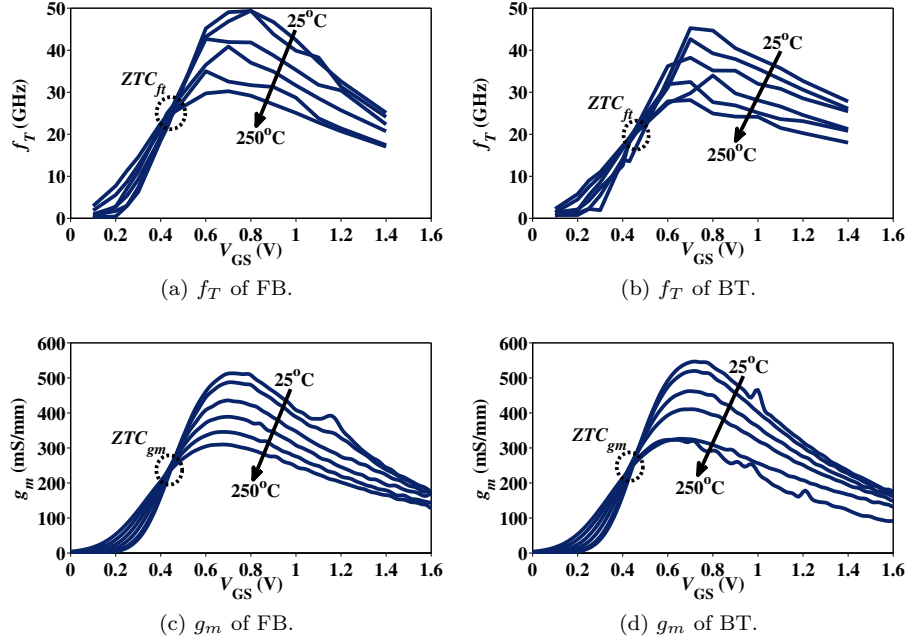 50
40
30
20
10
0
f_T (GHz)
ZTC_ft
25°C
250°C
0 0.2 0.4 0.6 0.8 1 1.2 1.4 1.6
V_GS (V)
(a) f_T of FB.
50
40
30
20
10
0
f_T (GHz)
ZTC_ft
25°C
250°C
0 0.2 0.4 0.6 0.8 1 1.2 1.4 1.6
V_GS (V)
(b) f_T of BT.
600
500
400
300
200
100
0
g_m (mS/mm)
ZTC_gm
25°C
250°C
0 0.2 0.4 0.6 0.8 1 1.2 1.4 1.6
V_GS (V)
(c) g_m of FB.
600
500
400
300
200
100
0
g_m (mS/mm)
ZTC_gm
25°C
250°C
0 0.2 0.4 0.6 0.8 1 1.2 1.4 1.6
V_GS (V)
(d) g_m of BT.